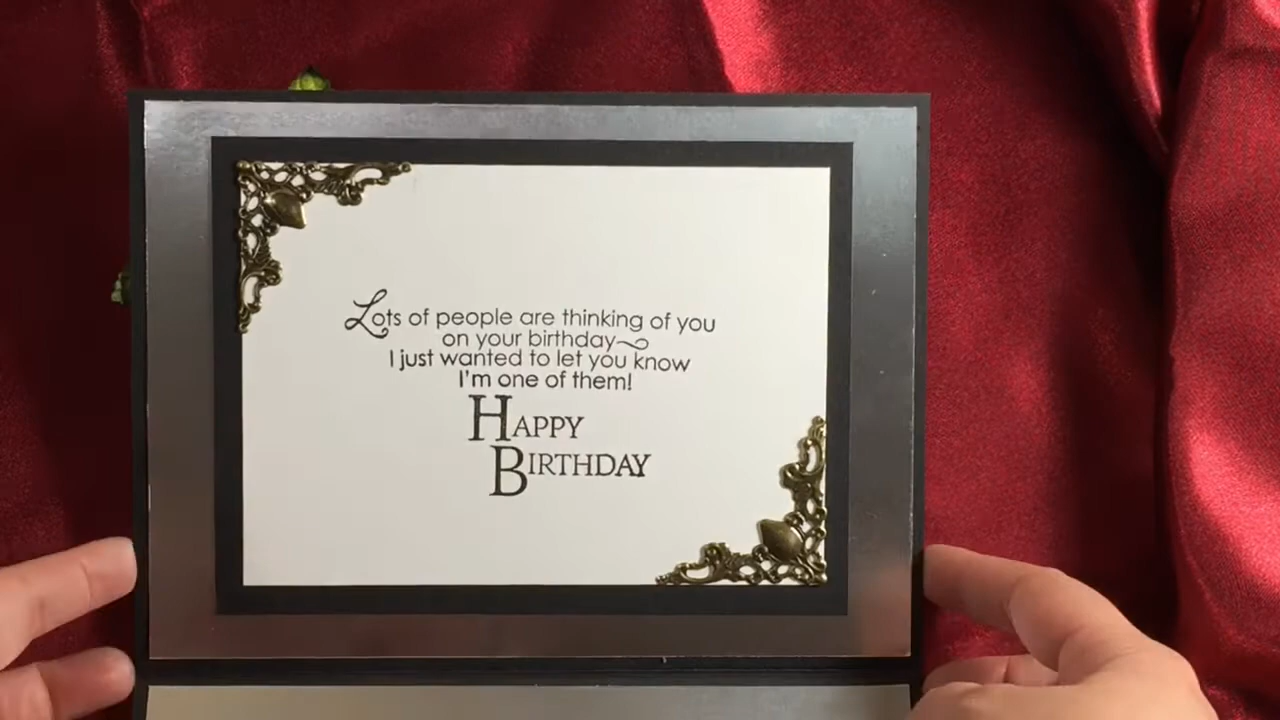 Lots of people are thinking of you
on your birthday~
I just wanted to let you know
I'm one of them!
HAPPY
BIRTHDAY